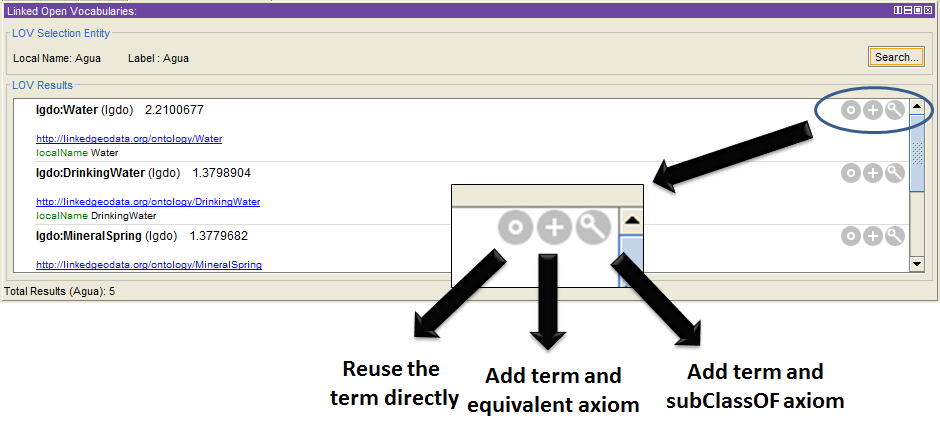 Linked Open Vocabularies:
LOV Selection Entity
Local Name: Agua Label : Agua
Search...
LOV Results
lgdo:Water (lgdo) 2.2100677
http://linkedgeodata.org/ontology/Water
localName Water
lgdo:DrinkingWater (lgdo) 1.3798904
http://linkedgeodata.org/ontology/DrinkingWater
localName DrinkingWater
lgdo:MineralSpring (lgdo) 1.3779682
http://linkedgeodata.org/ontology/MineralSpring
Total Results (Agua): 5
Reuse the
term directly
Add term and
equivalent axiom
Add term and
subClassOF axiom